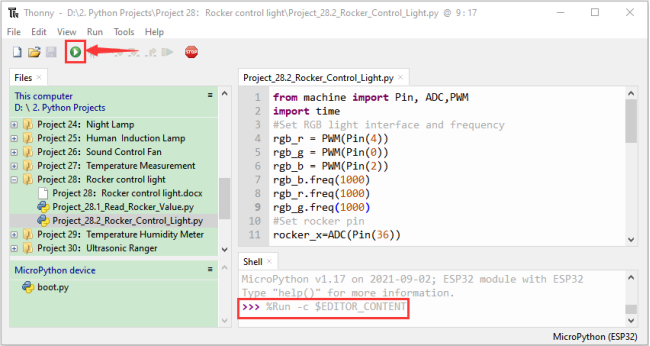 Thonny - D:\2. Python Projects\Project 28: Rocker control light\Project_28.2_Rocker_Control_Light.py @ 9:17
File Edit View Run Tools Help
STOP
Files
This computer
D: \ 2. Python Projects
Project 24: Night Lamp
Project 25: Human Induction Lamp
Project 26: Sound Control Fan
Project 27: Temperature Measurement
Project 28: Rocker control light
Project 28: Rocker control light.docx
Project_28.1_Read_Rocker_Value.py
Project_28.2_Rocker_Control_Light.py
Project 29: Temperature Humidity Meter
Project 30: Ultrasonic Ranger
MicroPython device
boot.py
Project_28.2_Rocker_Control_Light.py
1 from machine import Pin, ADC,PWM
2 import time
3 #Set RGB light interface and frequency
4 rgb_r = PWM(Pin(4))
5 rgb_g = PWM(Pin(0))
6 rgb_b = PWM(Pin(2))
7 rgb_b.freq(1000)
8 rgb_r.freq(1000)
9 rgb_g.freq(1000)
10 #Set rocker pin
11 rocker_x=ADC(Pin(36))
Shell
MicroPython v1.17 on 2021-09-02; ESP32 module with ESP32
Type "help()" for more information.
>>> %Run -c $EDITOR_CONTENT
MicroPython (ESP32)